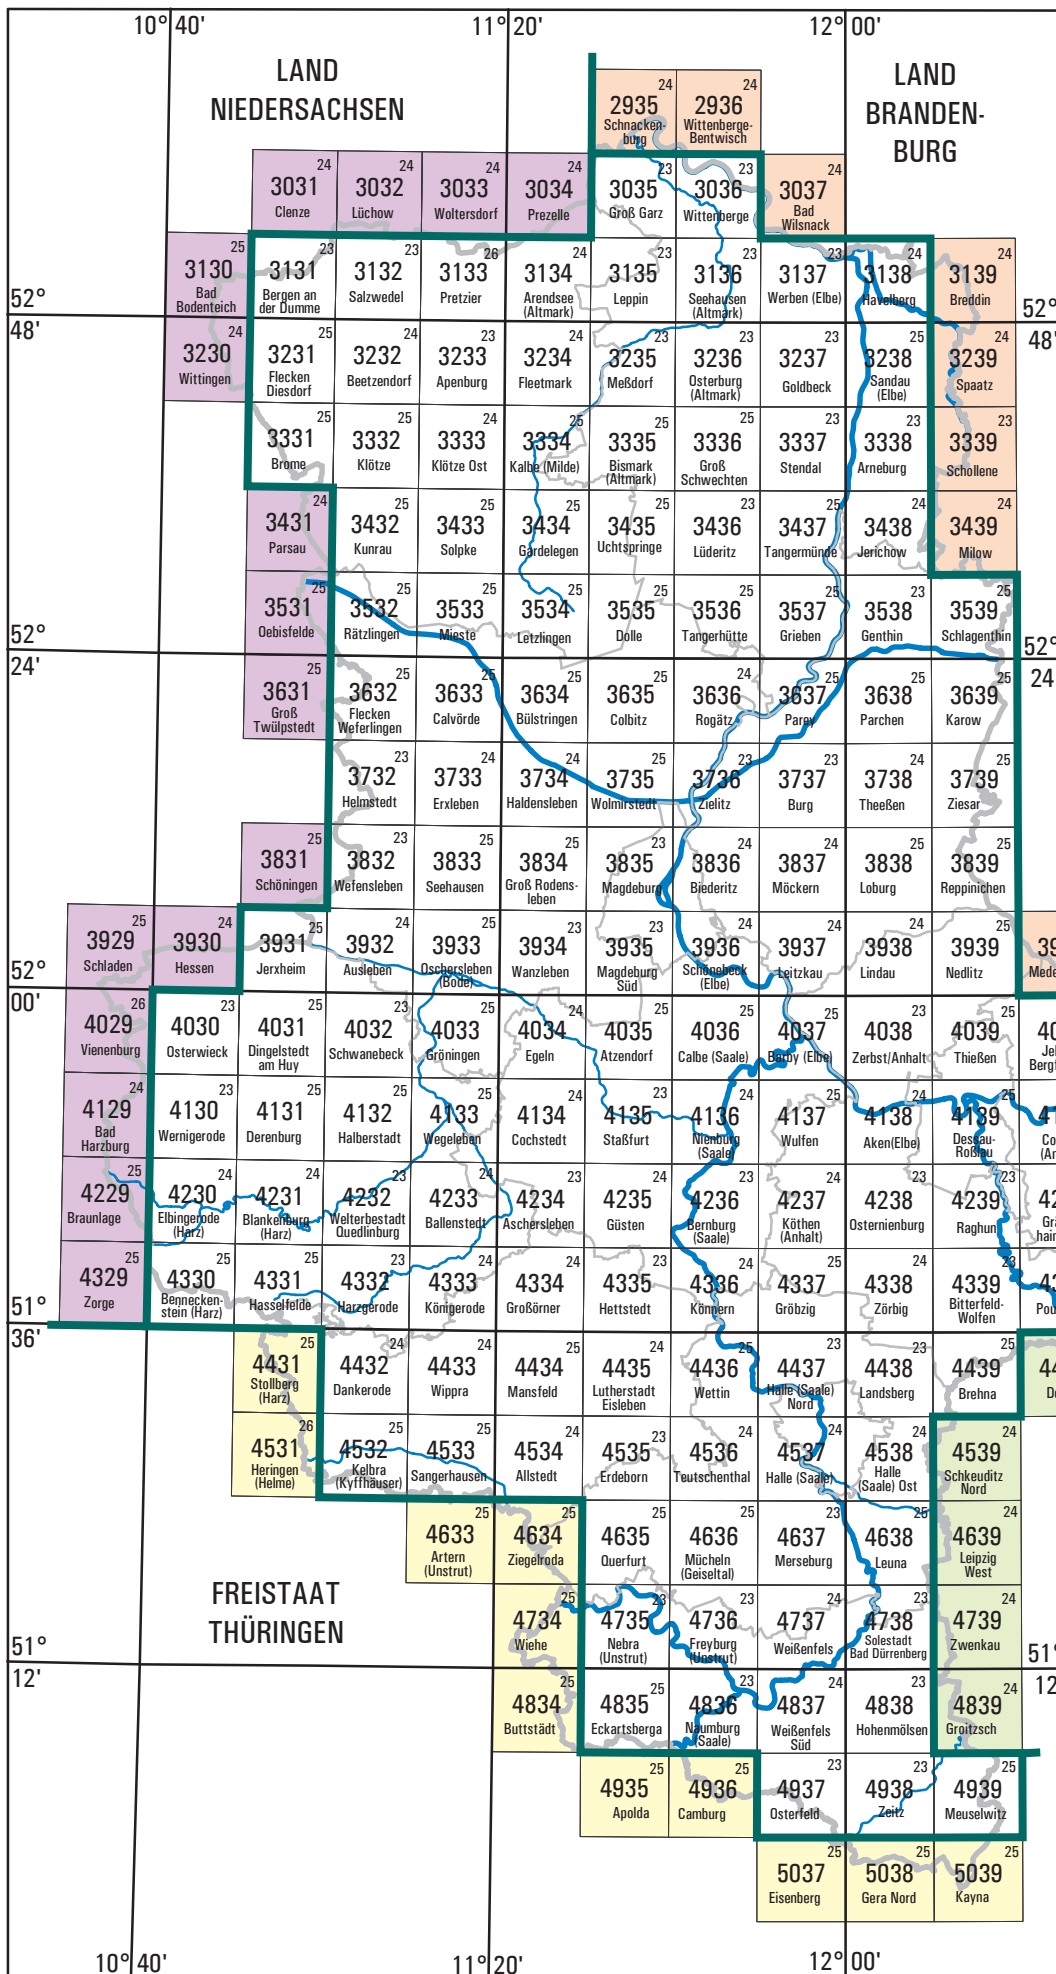 10°40'
11°20'
12°00'
LAND
NIEDERSACHSEN
LAND
BRANDEN-
BURG
24
2935
Schnacken-
burg
24
2936
Wittenberge-
Bentwisch
24
3031
Clenze
24
3032
Lüchow
24
3033
Woltersdorf
24
3034
Prezelle
23
3035
Groß Garz
23
3036
Wittenberge
24
3037
Bad
Wilsnack
25
3130
Bad
Bodenteich
23
3131
Bergen an
der Dumme
23
3132
Salzwedel
26
3133
Pretzier
24
3134
Arendsee
(Altmark)
23
3135
Leppin
23
3136
Seehausen
(Altmark)
23
3137
Werben (Elbe)
24
3138
Havelberg
24
3139
Breddin
52°
48'
52°
48'
24
3230
Wittingen
25
3231
Flecken
Diesdorf
24
3232
Beetzendorf
23
3233
Apenburg
24
3234
Fleetmark
23
3235
Meßdorf
23
3236
Osterburg
(Altmark)
23
3237
Goldbeck
25
3238
Sandau
(Elbe)
24
3239
Spaatz
25
3331
Brome
25
3332
Klötze
24
3333
Klötze Ost
25
3334
Kalbe (Milde)
25
3335
Bismark
(Altmark)
25
3336
Groß
Schwechten
23
3337
Stendal
23
3338
Arneburg
23
3339
Schollene
24
3431
Parsau
25
3432
Kunrau
25
3433
Solpke
25
3434
Gardelegen
25
3435
Uchtspringe
23
3436
Lüderitz
25
3437
Tangermünde
24
3438
Jerichow
24
3439
Milow
25
3531
Oebisfelde
25
3532
Rätzlingen
25
3533
Mieste
25
3534
Letzlingen
25
3535
Dolle
25
3536
Tangerhütte
25
3537
Grieben
23
3538
Genthin
25
3539
Schlagenthin
52°
24'
52°
24
25
3631
Groß
Twülpstedt
25
3632
Flecken
Weferlingen
25
3633
Calvörde
25
3634
Bülstringen
25
3635
Colbitz
24
3636
Rogätz
25
3637
Parey
25
3638
Parchen
25
3639
Karow
23
3732
Helmstedt
24
3733
Erxleben
24
3734
Haldensleben
25
3735
Wolmirstedt
23
3736
Zielitz
23
3737
Burg
24
3738
Theeßen
25
3739
Ziesar
25
3831
Schöningen
23
3832
Wefensleben
25
3833
Seehausen
25
3834
Groß Rodens-
leben
23
3835
Magdeburg
24
3836
Biederitz
24
3837
Möckern
25
3838
Loburg
25
3839
Reppinichen
25
3929
Schladen
24
3930
Hessen
25
3931
Jerxheim
24
3932
Ausleben
25
3933
Oschersleben
(Bode)
23
3934
Wanzleben
23
3935
Magdeburg
Süd
24
3936
Schönebeck
(Elbe)
24
3937
Leitzkau
24
3938
Lindau
25
3939
Nedlitz
39
Mede
52°
00'
26
4029
Vienenburg
23
4030
Osterwieck
25
4031
Dingelstedt
am Huy
23
4032
Schwanebeck
25
4033
Gröningen
24
4034
Egeln
25
4035
Atzendorf
25
4036
Calbe (Saale)
25
4037
Barby (Elbe)
23
4038
Zerbst/Anhalt
25
4039
Thießen
40
Je
Bergf
24
4129
Bad
Harzburg
23
4130
Wernigerode
25
4131
Derenburg
25
4132
Halberstadt
25
4133
Wegeleben
24
4134
Cochstedt
23
4135
Staßfurt
24
4136
Nienburg
(Saale)
25
4137
Wulfen
24
4138
Aken(Elbe)
25
4139
Dessau-
Roßlau
41
Co
(An
25
4229
Braunlage
24
4230
Elbingerode
(Harz)
24
4231
Blankenburg
(Harz)
23
4232
Welterbestadt
Quedlinburg
25
4233
Ballenstedt
23
4234
Aschersleben
24
4235
Güsten
23
4236
Bernburg
(Saale)
24
4237
Köthen
(Anhalt)
23
4238
Osternienburg
23
4239
Raghun
42
Grä
hai
25
4329
Zorge
25
4330
Bennecken-
stein (Harz)
25
4331
Hasselfelde
23
4332
Harzgerode
24
4333
Königerode
24
4334
Großörner
23
4335
Hettstedt
24
4336
Könnern
25
4337
Gröbzig
24
4338
Zörbig
23
4339
Bitterfeld-
Wolfen
43
Pou
51°
36'
25
4431
Stollberg
(Harz)
24
4432
Dankerode
24
4433
Wippra
25
4434
Mansfeld
24
4435
Lutherstadt
Eisleben
25
4436
Wettin
23
4437
Halle (Saale)
Nord
23
4438
Landsberg
25
4439
Brehna
44
De
26
4531
Heringen
(Helme)
25
4532
Kelbra
(Kyffhäuser)
25
4533
Sangerhausen
24
4534
Allstedt
23
4535
Erdeborn
24
4536
Teutschenthal
24
4537
Halle (Saale)
24
4538
Halle
(Saale) Ost
24
4539
Schkeuditz
Nord
25
4633
Artern
(Unstrut)
25
4634
Ziegelroda
25
4635
Querfurt
25
4636
Mücheln
(Geiseltal)
23
4637
Merseburg
25
4638
Leuna
24
4639
Leipzig
West
FREISTAAT
THÜRINGEN
25
4734
Wiehe
23
4735
Nebra
(Unstrut)
23
4736
Freyburg
(Unstrut)
24
4737
Weißenfels
23
4738
Solestadt
Bad Dürrenberg
24
4739
Zwenkau
51°
12'
51°
12
25
4834
Buttstädt
25
4835
Eckartsberga
23
4836
Naumburg
(Saale)
24
4837
Weißenfels
Süd
23
4838
Hohenmölsen
24
4839
Groitzsch
25
4935
Apolda
25
4936
Camburg
23
4937
Osterfeld
23
4938
Zeitz
25
4939
Meuselwitz
25
5037
Eisenberg
25
5038
Gera Nord
25
5039
Kayna
10°40'
11°20'
12°00'